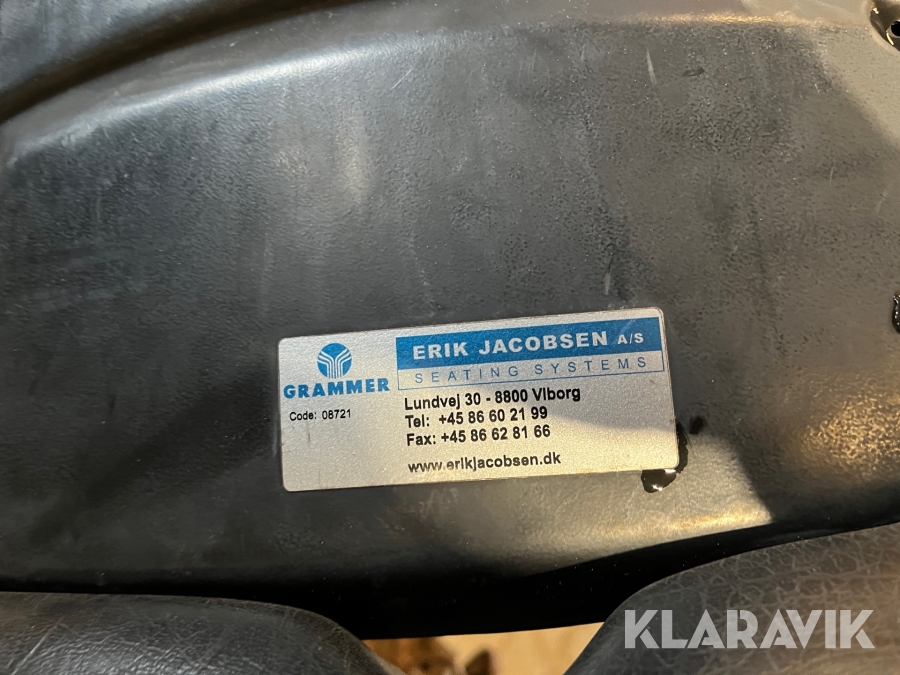 GRAMMER
Code: 08721
ERIK JACOBSEN A/S
SEATING SYSTEMS
Lundvej 30 - 8800 Viborg
Tel: +45 86 60 21 99
Fax: +45 86 62 81 66
www.erikjacobsen.dk
KLARAVIK